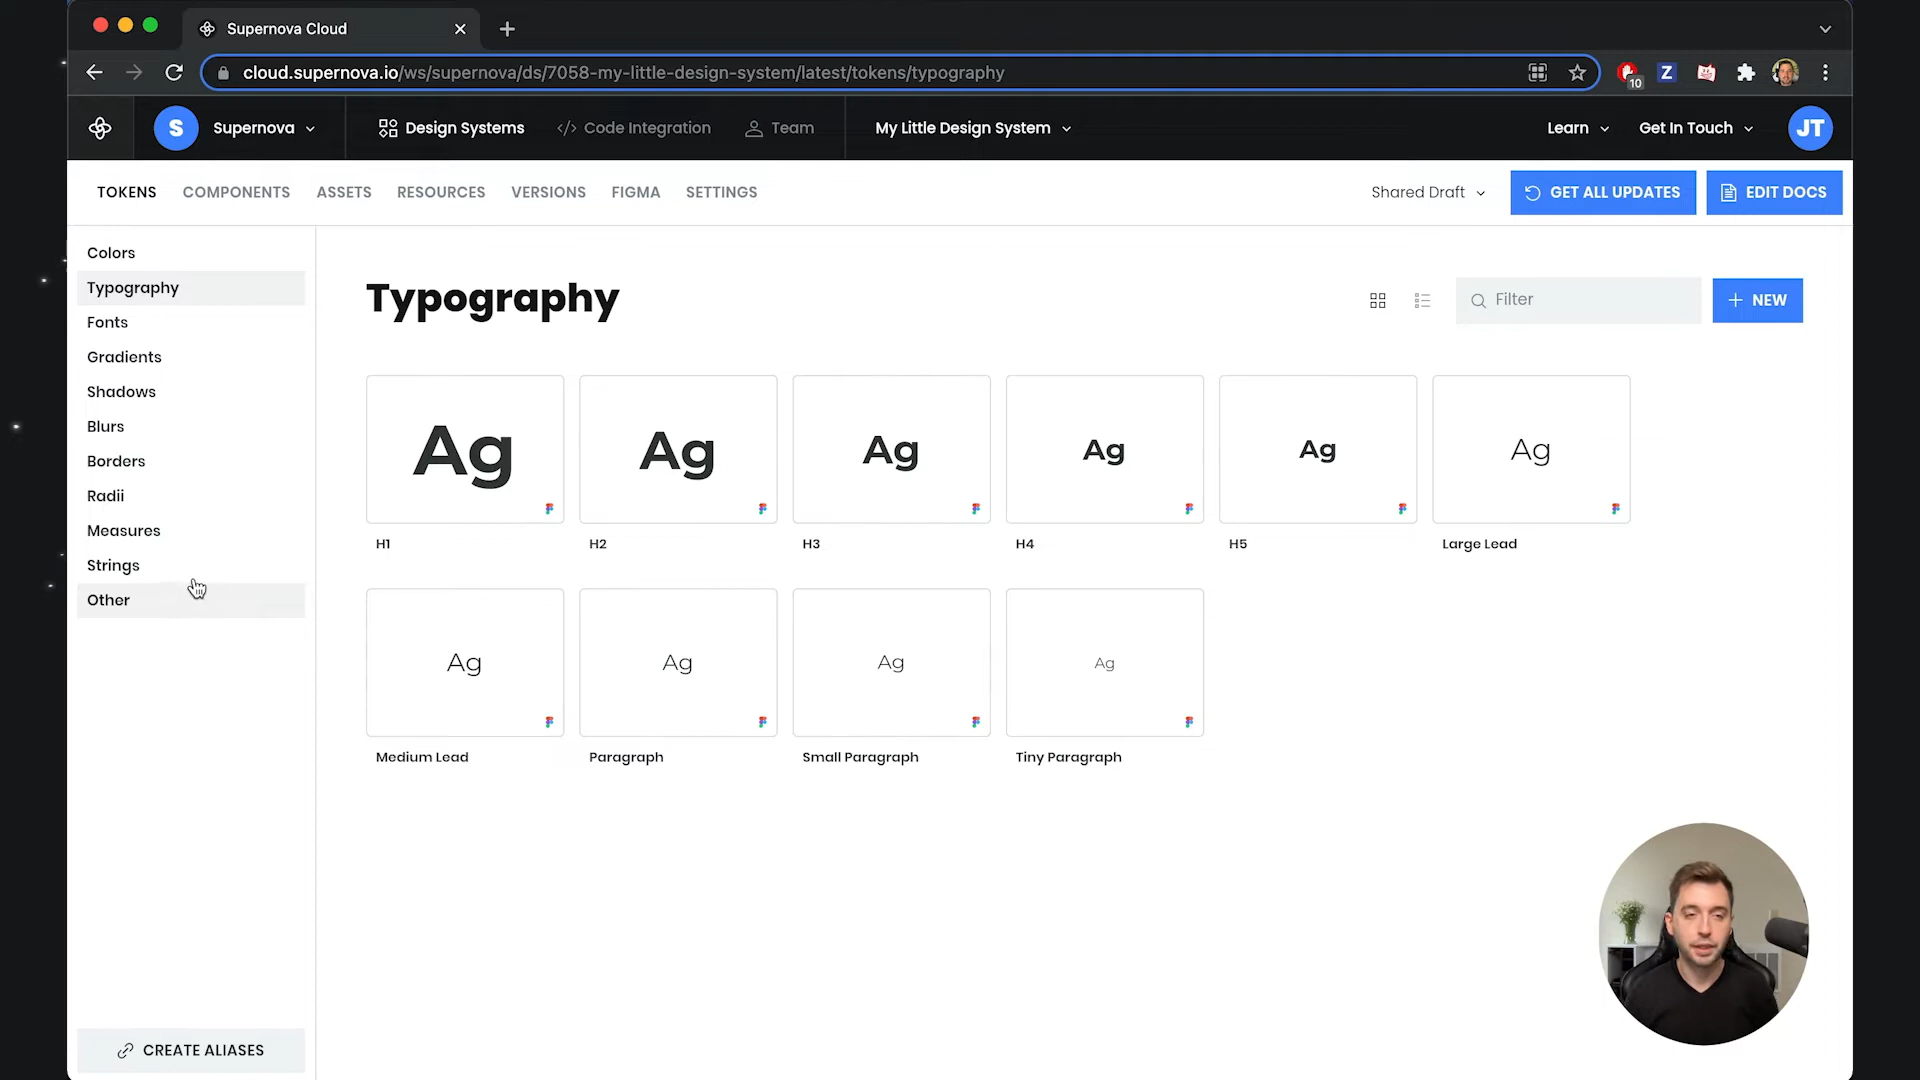 Supernova Cloud
cloud.supernova.io/ws/supernova/ds/7058-my-little-design-system/latest/tokens/typography
10
Z
S
Supernova
Design Systems
Code Integration
Team
My Little Design System
Learn
Get In Touch
JT
TOKENS
COMPONENTS
ASSETS
RESOURCES
VERSIONS
FIGMA
SETTINGS
Shared Draft
GET ALL UPDATES
EDIT DOCS
Colors
Typography
Fonts
Gradients
Shadows
Blurs
Borders
Radii
Measures
Strings
Other
CREATE ALIASES
Typography
Filter
NEW
Ag
Ag
Ag
Ag
Ag
Ag
H1
H2
H3
H4
H5
Large Lead
Ag
Ag
Ag
Ag
Medium Lead
Paragraph
Small Paragraph
Tiny Paragraph